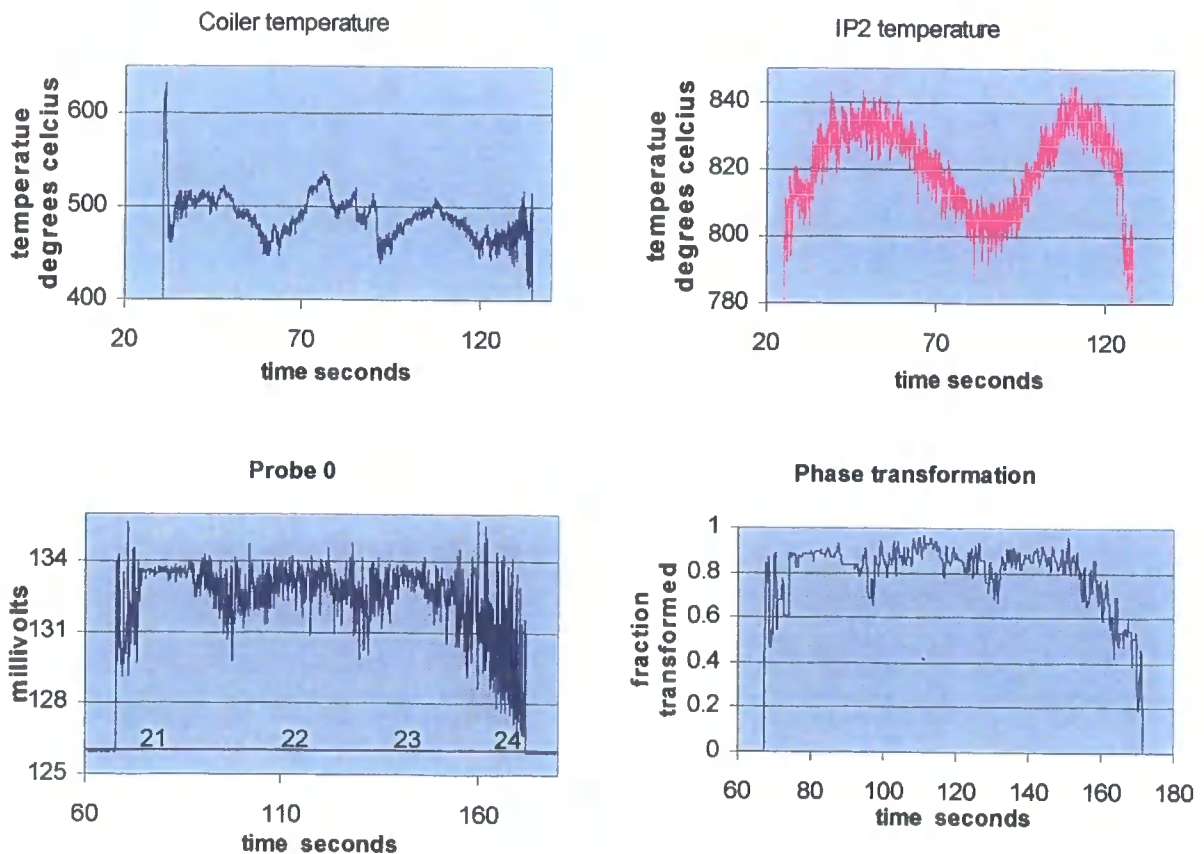 Coiler temperature
temperatue
degrees celcius
600
500
400
20
70
120
time seconds
IP2 temperature
temperatue
degrees celcius
840
820
800
780
20
70
120
time seconds
Probe 0
millivolts
134
131
128
125
21
22
23
24
60
110
160
time seconds
Phase transformation
fraction
transformed
1
0.8
0.6
0.4
0.2
0
60
80
100
120
140
160
180
time seconds